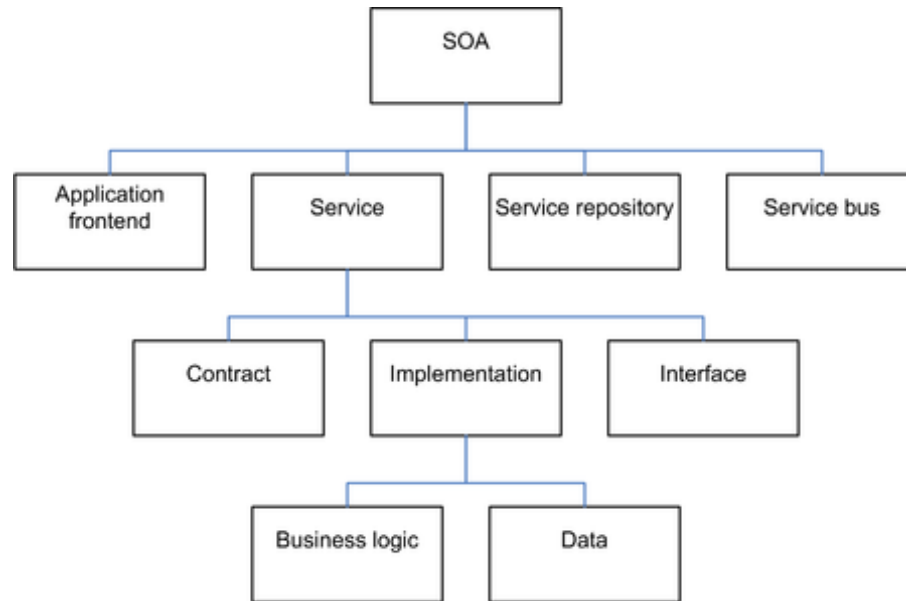 SOA
Application
frontend
Service
Service repository
Service bus
Contract
Implementation
Interface
Business logic
Data